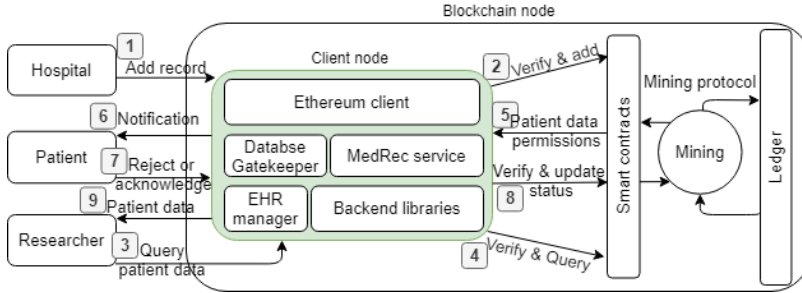 Blockchain node
1
Hospital
Add record
Client node
Ethereum client
2
Verify & add
Smart contracts
Mining protocol
Mining
Ledger
6
Notification
Patient
7
Reject or
acknowledge
Databse
Gatekeeper
MedRec service
5
Patient data
permissions
Verify & update
status
8
9
Patient data
Researcher
3
Query
patient data
EHR
manager
Backend libraries
4
Verify & Query